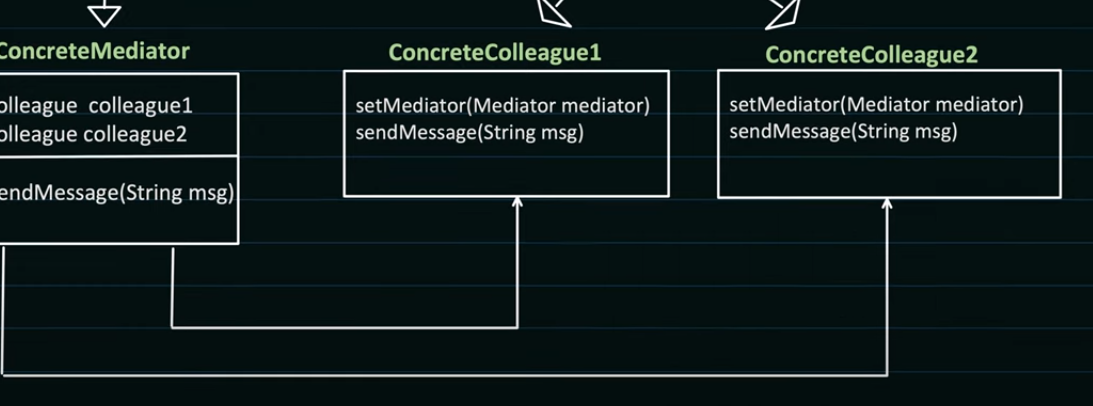 ConcreteMediator
olleague colleague1
olleague colleague2
endMessage(String msg)
ConcreteColleague1
setMediator(Mediator mediator)
sendMessage(String msg)
ConcreteColleague2
setMediator(Mediator mediator)
sendMessage(String msg)